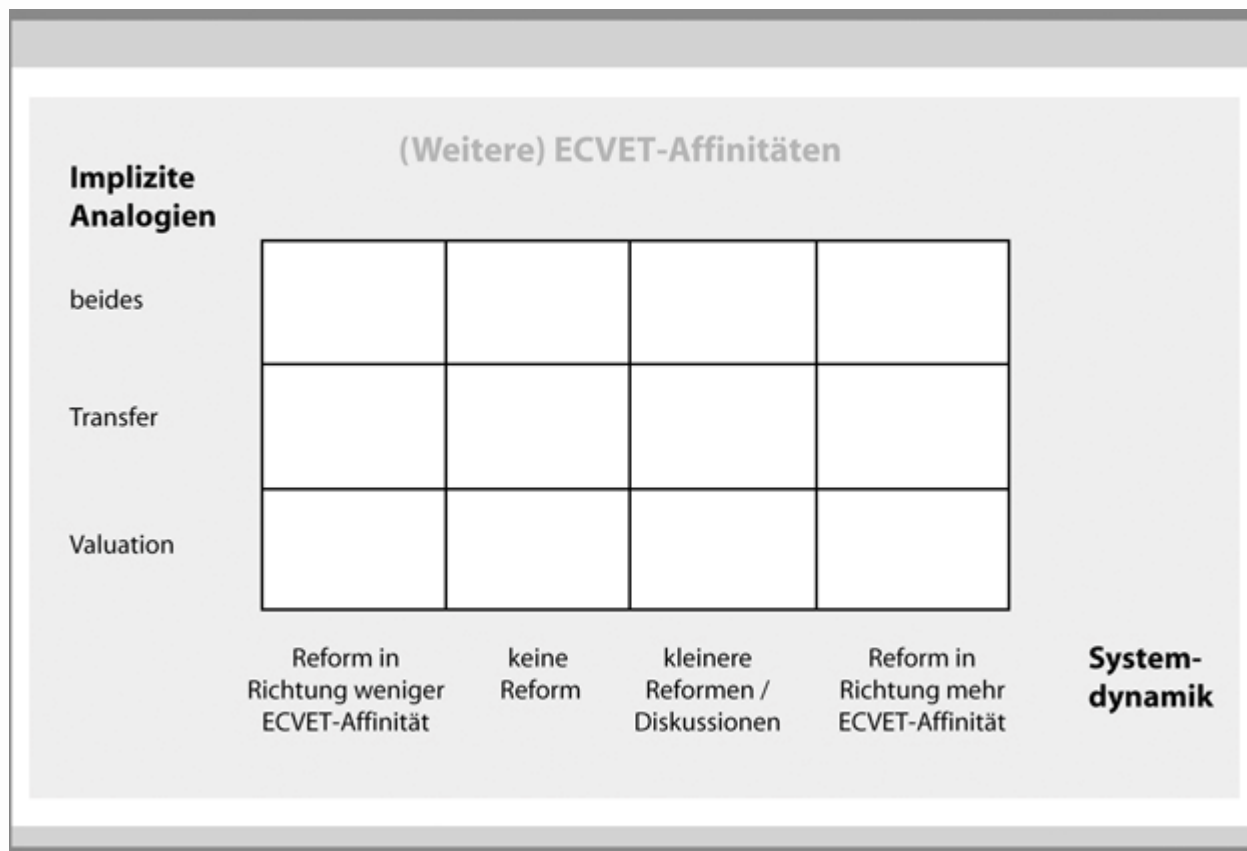 (Weitere) ECVET-Affinitäten
Implizite
Analogien
beides
Transfer
Valuation
Reform in
Richtung weniger
ECVET-Affinität
keine
Reform
kleinere
Reformen /
Diskussionen
Reform in
Richtung mehr
ECVET-Affinität
System-
dynamik